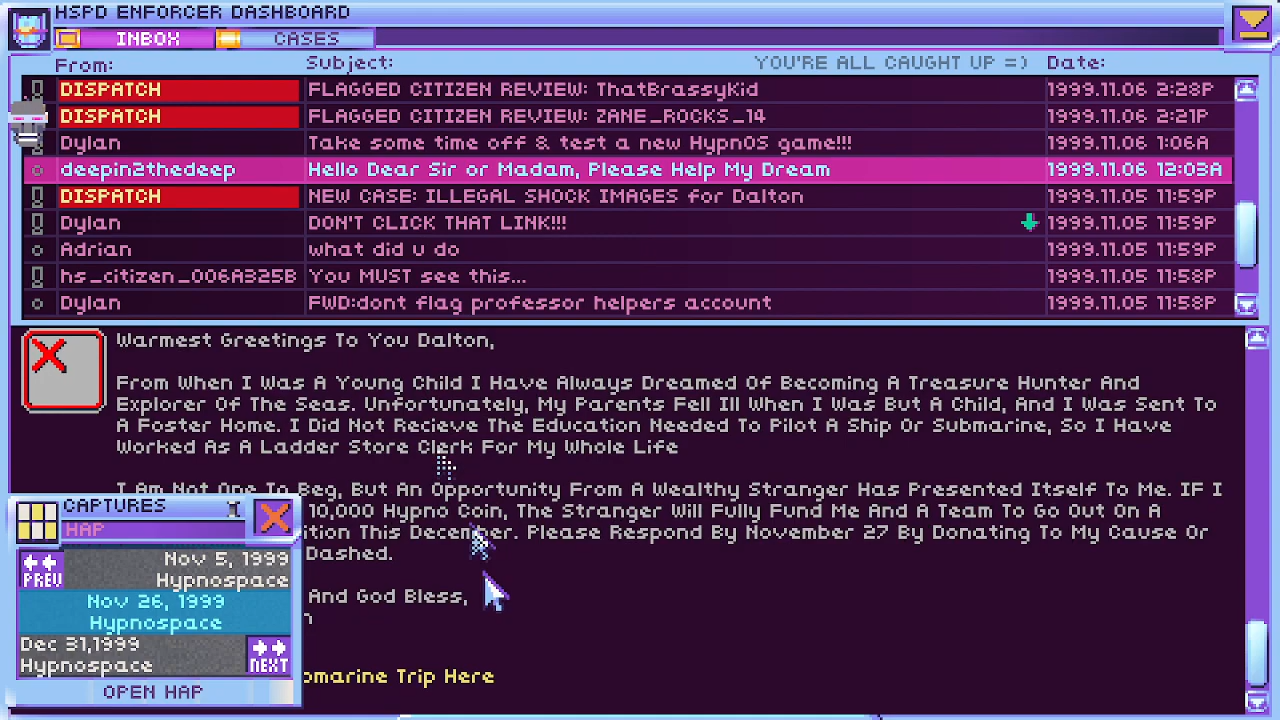 HSPD ENFORCER DASHBOARD
INBOX CASES
From: Subject: YOU'RE ALL CAUGHT UP =) Date:
DISPATCH FLAGGED CITIZEN REVIEW: ThatBrassyKid 1999.11.06 2:28P
DISPATCH FLAGGED CITIZEN REVIEW: ZANE_ROCKS_14 1999.11.06 2:21P
Dylan Take some time off & test a new HypnOS game!!! 1999.11.06 1:06A
deepin2thedeep Hello Dear Sir or Madam, Please Help My Dream 1999.11.06 12:03A
DISPATCH NEW CASE: ILLEGAL SHOCK IMAGES for Dalton 1999.11.05 11:59P
Dylan DON'T CLICK THAT LINK!!! 1999.11.05 11:59P
Adrian what did u do 1999.11.05 11:59P
hs_citizen_006A325B You MUST see this... 1999.11.05 11:58P
Dylan FWD:dont flag professor helpers account 1999.11.05 11:58P
Warmest Greetings To You Dalton,
From When I Was A Young Child I Have Always Dreamed Of Becoming A Treasure Hunter And
Explorer Of The Seas. Unfortunately, My Parents Fell Ill When I Was But A Child, And I Was Sent To
A Foster Home. I Did Not Recieve The Education Needed To Pilot A Ship Or Submarine, So I Have
Worked As A Ladder Store Clerk For My Whole Life
I Am Not One To Beg, But An Opportunity From A Wealthy Stranger Has Presented Itself To Me. IF I
10,000 Hypno Coin, The Stranger Will Fully Fund Me And A Team To Go Out On A
ition This December. Please Respond By November 27 By Donating To My Cause Or
Dashed.
And God Bless,
omarine Trip Here
CAPTURES
HAP
PREV
Nov 5, 1999
Hypnospace
Nov 26, 1999
Hypnospace
Dec 31,1999
Hypnospace
NEXT
OPEN HAP